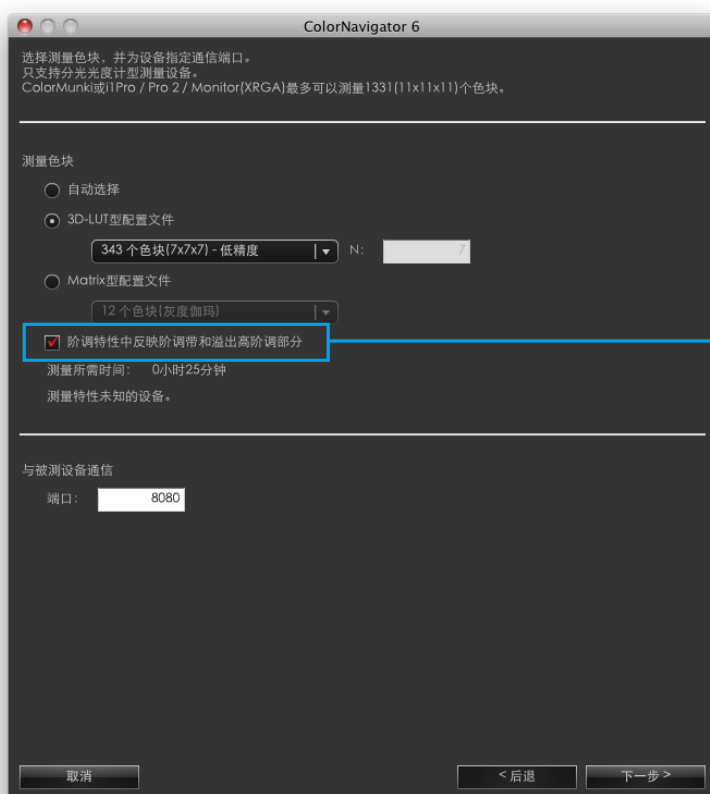 ColorNavigator 6
选择测量色块，并为设备指定通信端口。
只支持分光光度计型测量设备。
ColorMunki或i1Pro / Pro 2 / Monitor(XRGA)最多可以测量1331(11x11x11)个色块。
测量色块
自动选择
3D-LUT型配置文件
343 个色块(7x7x7) - 低精度
N:
7
Matrix型配置文件
12 个色块(灰度伽玛)
阶调特性中反映阶调带和溢出高阶调部分
测量所需时间： 0小时25分钟
测量特性未知的设备。
与被测设备通信
端口： 8080
取消
< 后退
下一步 >